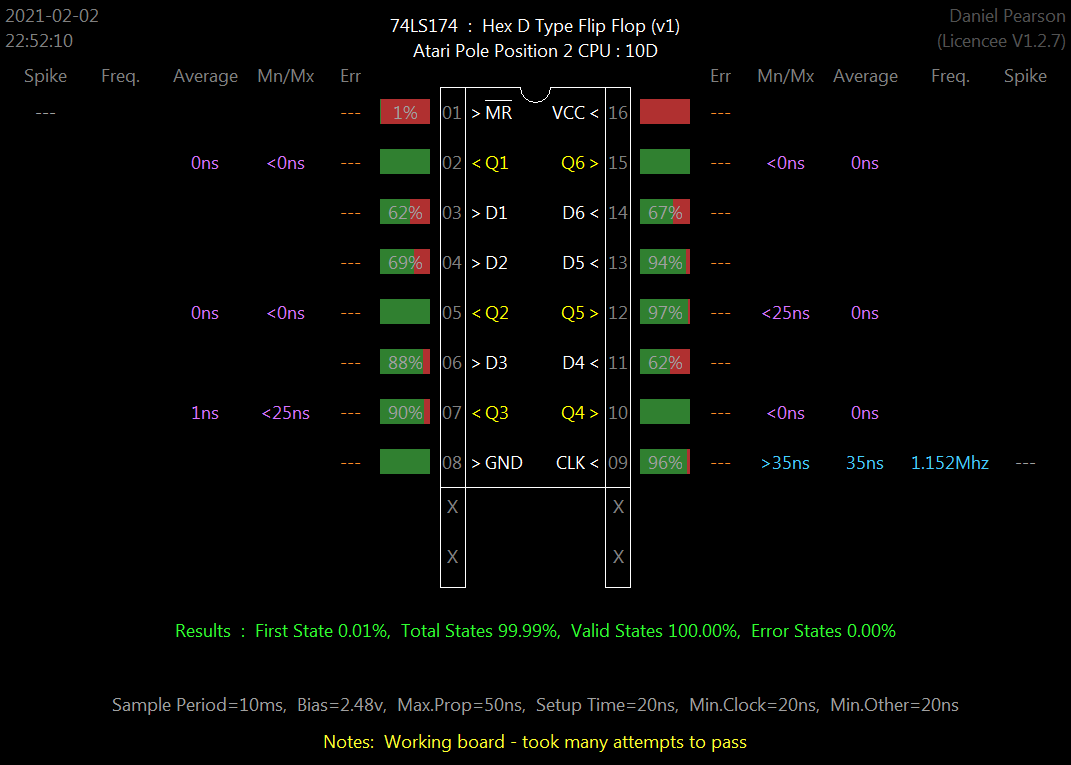 2021-02-02 74LS174 : Hex D Type Flip Flop (v1) Daniel Pearson
22:52:10 Atari Pole Position 2 CPU : 10D (Licencee V1.2.7)
Spike Freq. Average Mn/Mx Err Err Mn/Mx Average Freq. Spike
--- --- 1% 01 > MR VCC < 16 ---
0ns <0ns --- 02 < Q1 Q6 > 15 --- <0ns 0ns
--- 62% 03 > D1 D6 < 14 67% ---
--- 69% 04 > D2 D5 < 13 94% ---
0ns <0ns --- 05 < Q2 Q5 > 12 97% --- <25ns 0ns
--- 88% 06 > D3 D4 < 11 62% ---
1ns <25ns --- 90% 07 < Q3 Q4 > 10 --- <0ns 0ns
--- 08 > GND CLK < 09 96% --- >35ns 35ns 1.152Mhz ---
X X
X X
Results : First State 0.01%, Total States 99.99%, Valid States 100.00%, Error States 0.00%
Sample Period=10ms, Bias=2.48v, Max.Prop=50ns, Setup Time=20ns, Min.Clock=20ns, Min.Other=20ns
Notes: Working board - took many attempts to pass